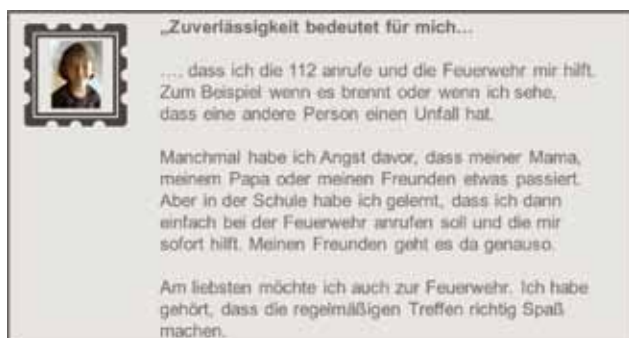 „Zuverlässigkeit bedeutet für mich...
...., dass ich die 112 anrufe und die Feuerwehr mir hilft.
Zum Beispiel wenn es brennt oder wenn ich sehe,
dass eine andere Person einen Unfall hat.
Manchmal habe ich Angst davor, dass meiner Mama,
meinem Papa oder meinen Freunden etwas passiert.
Aber in der Schule habe ich gelernt, dass ich dann
einfach bei der Feuerwehr anrufen soll und die mir
sofort hilft. Meinen Freunden geht es da genauso.
Am liebsten möchte ich auch zur Feuerwehr. Ich habe
gehört, dass die regelmäßigen Treffen richtig Spaß
machen.